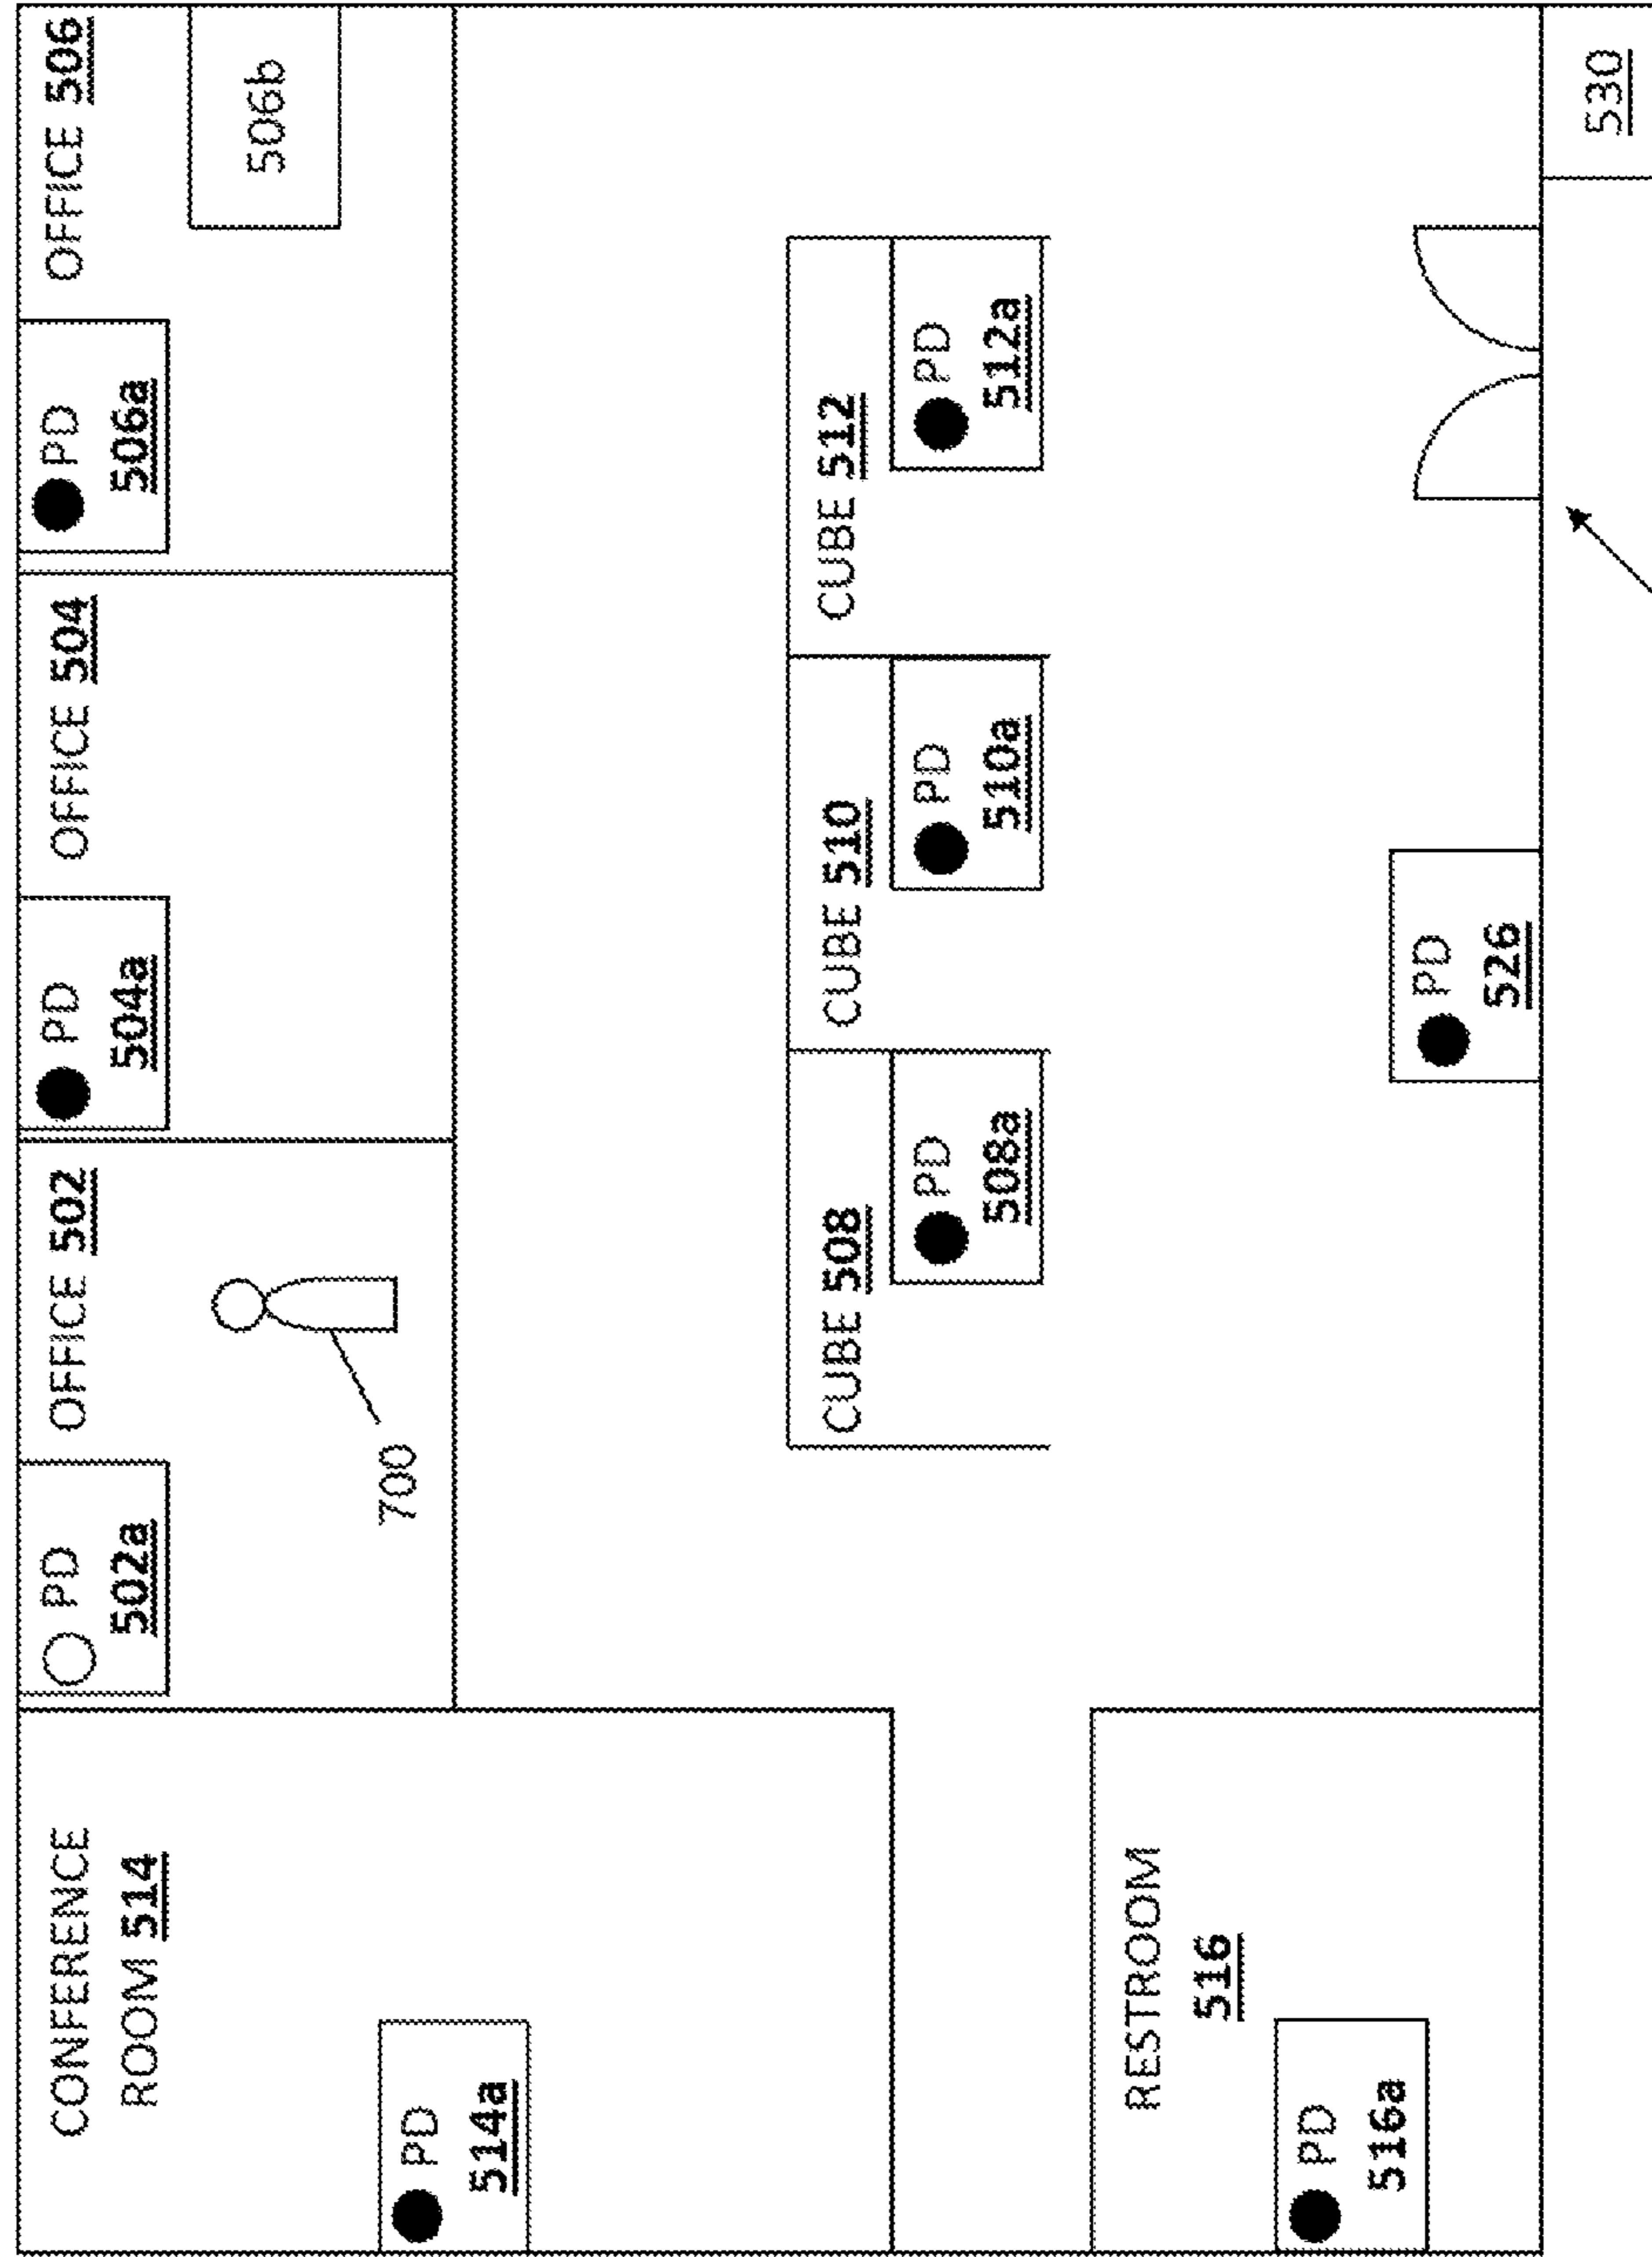 CONFERENCE
ROOM 514
PD
514a
PD
502a
OFFICE 502
700
PD
504a
OFFICE 504
PD
506a
OFFICE 506
506b
CUBE 508
PD
508a
CUBE 510
PD
510a
CUBE 512
PD
512a
RESTROOM
516
PD
516a
PD
526
530